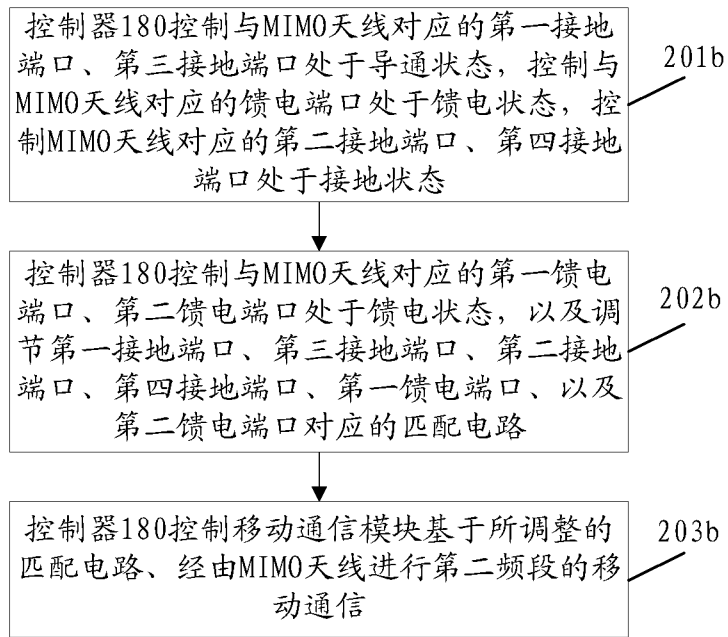 控制器180控制与MIMO天线对应的第一接地
端口、第三接地端口处于导通状态，控制与
MIMO天线对应的馈电端口处于馈电状态，控
制MIMO天线对应的第二接地端口、第四接地
端口处于接地状态
201b
控制器180控制与MIMO天线对应的第一馈电
端口、第二馈电端口处于馈电状态，以及调
节第一接地端口、第三接地端口、第二接地
端口、第四接地端口、第一馈电端口、以及
第二馈电端口对应的匹配电路
202b
控制器180控制移动通信模块基于所调整的
匹配电路、经由MIMO天线进行第二频段的移
动通信
203b